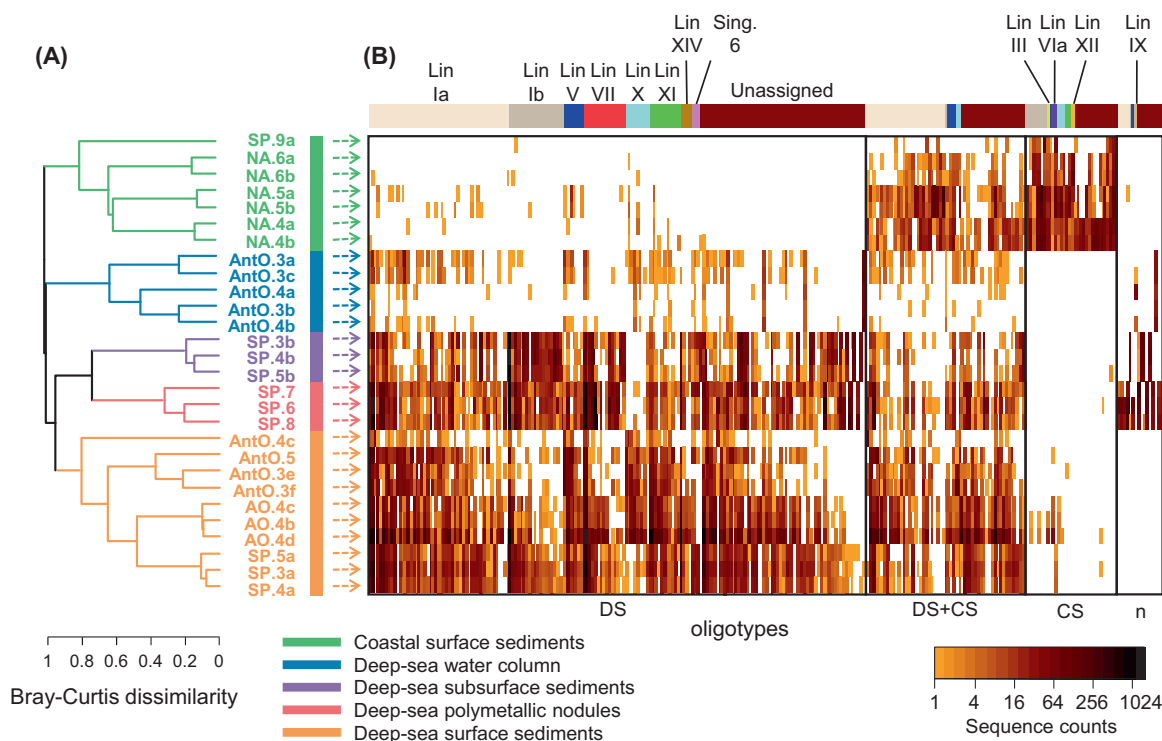 (A)
(B)
Lin Ia
Lin Ib
Lin V
Lin VII
Lin X
Lin XI
Lin XIV
Sing. 6
Unassigned
Lin III
Lin VIa
Lin XII
Lin IX
SP.9a
NA.6a
NA.6b
NA.5a
NA.5b
NA.4a
NA.4b
AntO.3a
AntO.3c
AntO.4a
AntO.3b
AntO.4b
SP.3b
SP.4b
SP.5b
SP.7
SP.6
SP.8
AntO.4c
AntO.5
AntO.3e
AntO.3f
AO.4c
AO.4b
AO.4d
SP.5a
SP.3a
SP.4a
DS
DS+CS
CS
n
oligotypes
1 0.8 0.6 0.4 0.2 0
Bray-Curtis dissimilarity
Coastal surface sediments
Deep-sea water column
Deep-sea subsurface sediments
Deep-sea polymetallic nodules
Deep-sea surface sediments
1 4 16 64 256 1024
Sequence counts